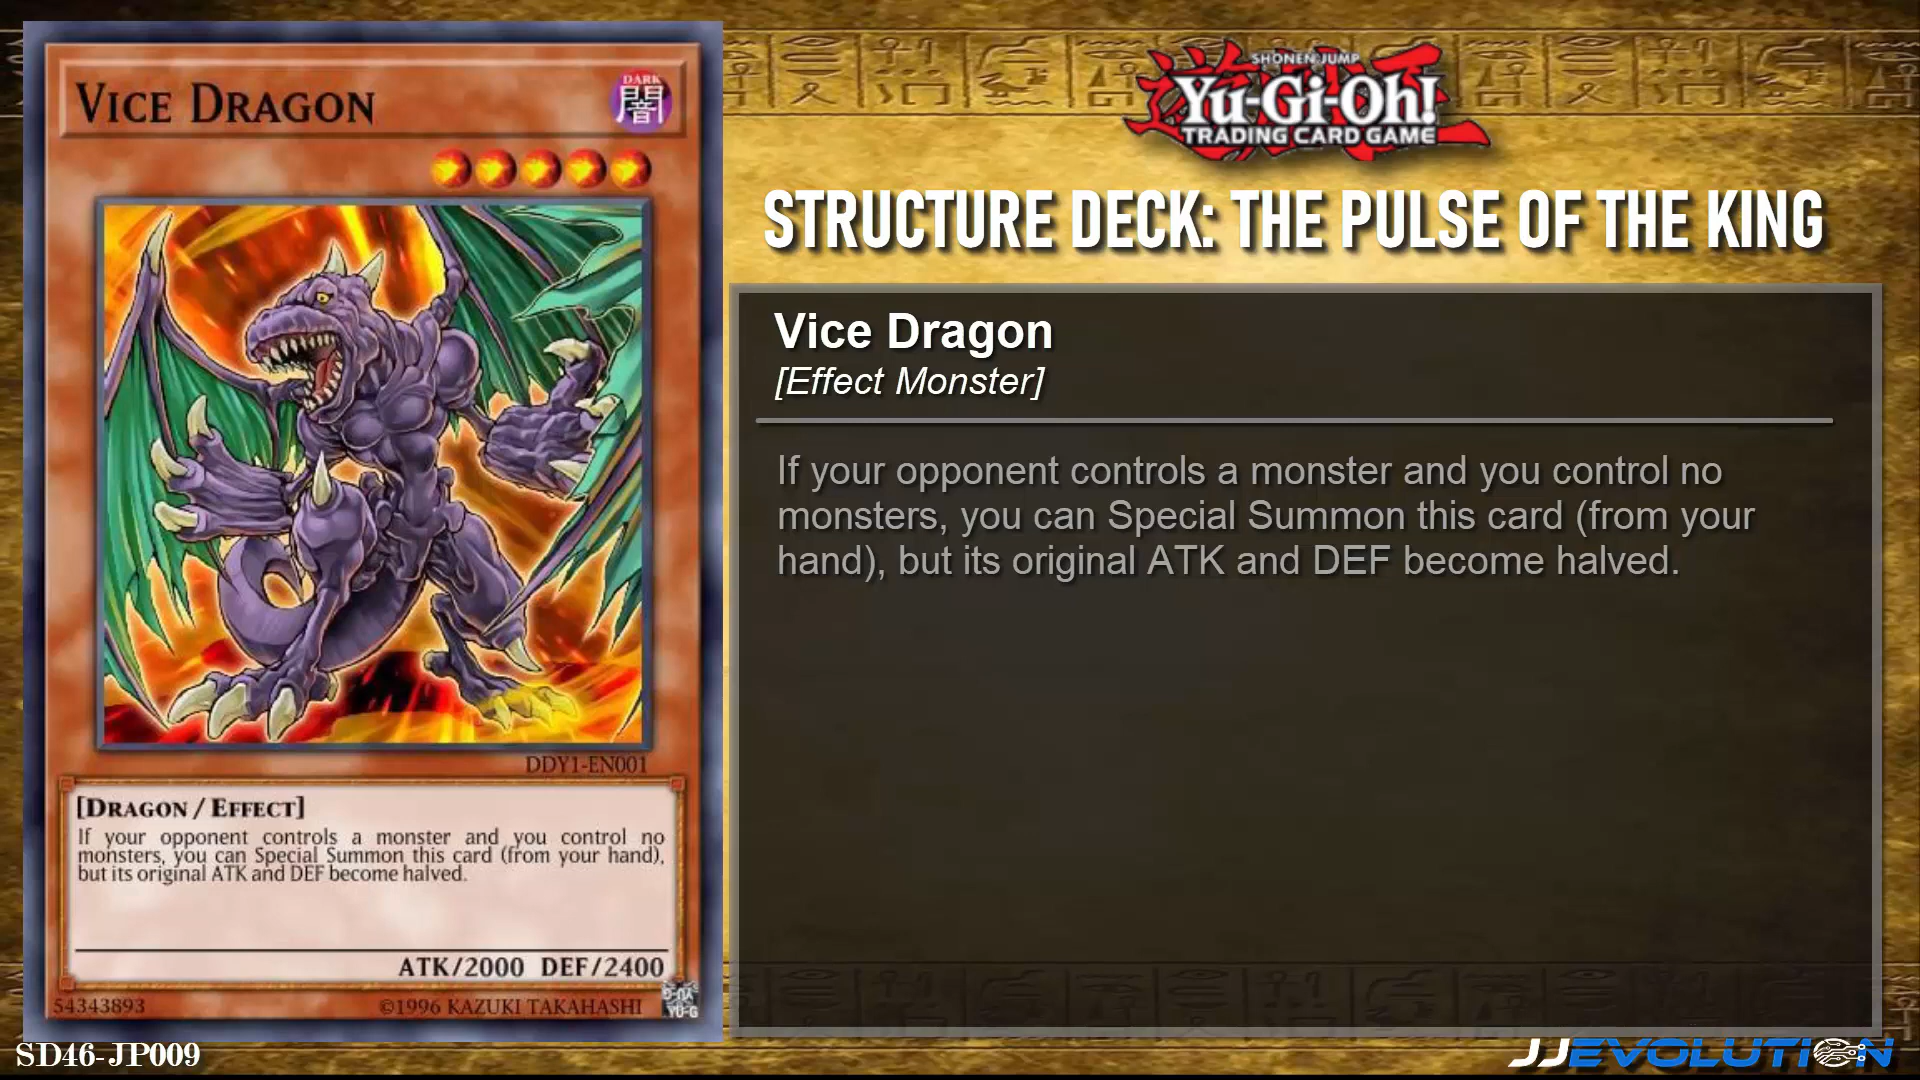 VICE DRAGON
DARK
闇
DDY1-EN001
[DRAGON / EFFECT]
If your opponent controls a monster and you control no
monsters, you can Special Summon this card (from your hand),
but its original ATK and DEF become halved.
ATK/2000 DEF/2400
54343893
©1996 KAZUKI TAKAHASHI
SD46-JP009
SHONEN JUMP
Yu-Gi-Oh!
TRADING CARD GAME
STRUCTURE DECK: THE PULSE OF THE KING
Vice Dragon
[Effect Monster]
If your opponent controls a monster and you control no
monsters, you can Special Summon this card (from your
hand), but its original ATK and DEF become halved.
JJEVOLUTION